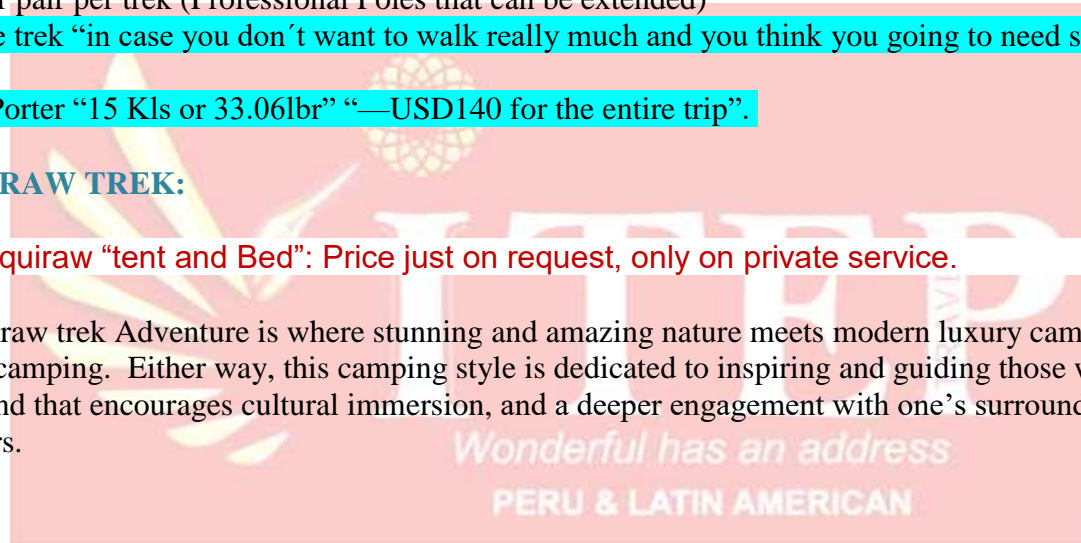 pair per trek (Professional Poles that can be extended)
trek “in case you don´t want to walk really much and you think you going to need
Porter “15 Kls or 33.06lbr” “—USD140 for the entire trip”.
RAW TREK:
quiraw “tent and Bed”: Price just on request, only on private service.
raw trek Adventure is where stunning and amazing nature meets modern luxury cam
camping. Either way, this camping style is dedicated to inspiring and guiding those
nd that encourages cultural immersion, and a deeper engagement with one’s surround
rs.
ITEP
TRAVE
Wonderful has an address
PERU & LATIN AMERICAN